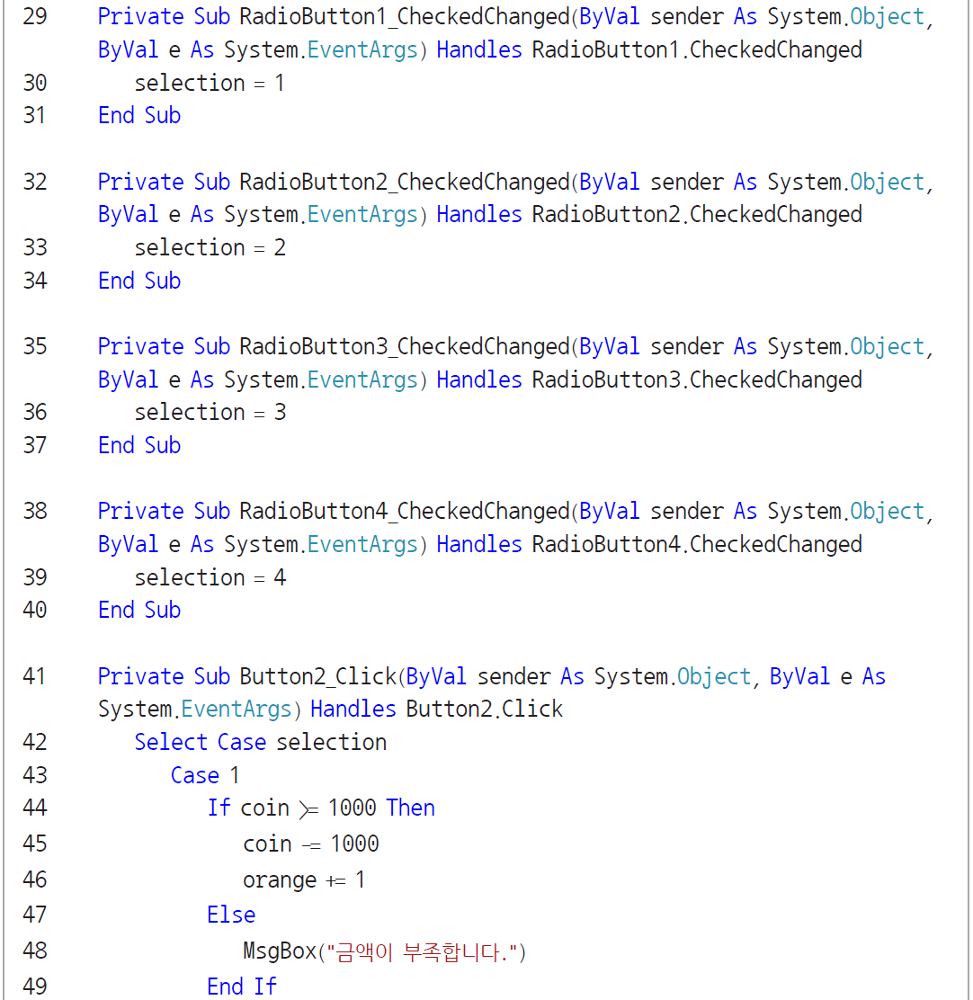 29 Private Sub RadioButton1_CheckedChanged(ByVal sender As System.Object,
ByVal e As System.EventArgs) Handles RadioButton1.CheckedChanged
30 selection = 1
31 End Sub
32 Private Sub RadioButton2_CheckedChanged(ByVal sender As System.Object,
ByVal e As System.EventArgs) Handles RadioButton2.CheckedChanged
33 selection = 2
34 End Sub
35 Private Sub RadioButton3_CheckedChanged(ByVal sender As System.Object,
ByVal e As System.EventArgs) Handles RadioButton3.CheckedChanged
36 selection = 3
37 End Sub
38 Private Sub RadioButton4_CheckedChanged(ByVal sender As System.Object,
ByVal e As System.EventArgs) Handles RadioButton4.CheckedChanged
39 selection = 4
40 End Sub
41 Private Sub Button2_Click(ByVal sender As System.Object, ByVal e As
System.EventArgs) Handles Button2.Click
42 Select Case selection
43 Case 1
44 If coin >= 1000 Then
45 coin -= 1000
46 orange += 1
47 Else
48 MsgBox("금액이 부족합니다.")
49 End If